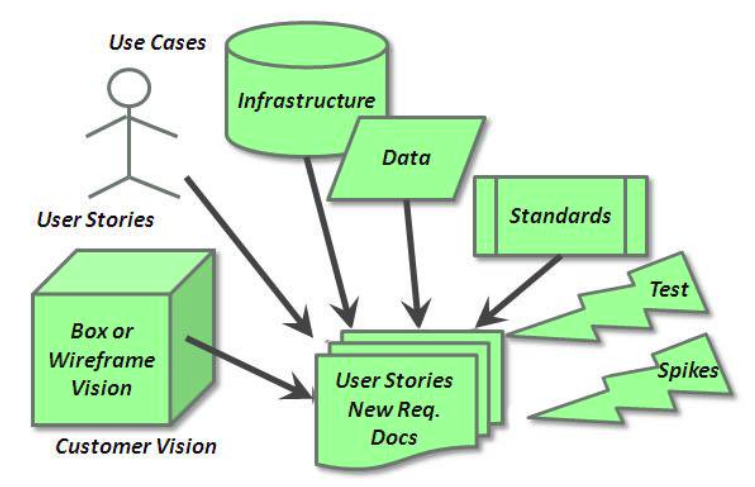 Use Cases
Infrastructure
Data
User Stories
Standards
Test
Box or
Wireframe
Vision
User Stories
New Req.
Docs
Spikes
Customer Vision